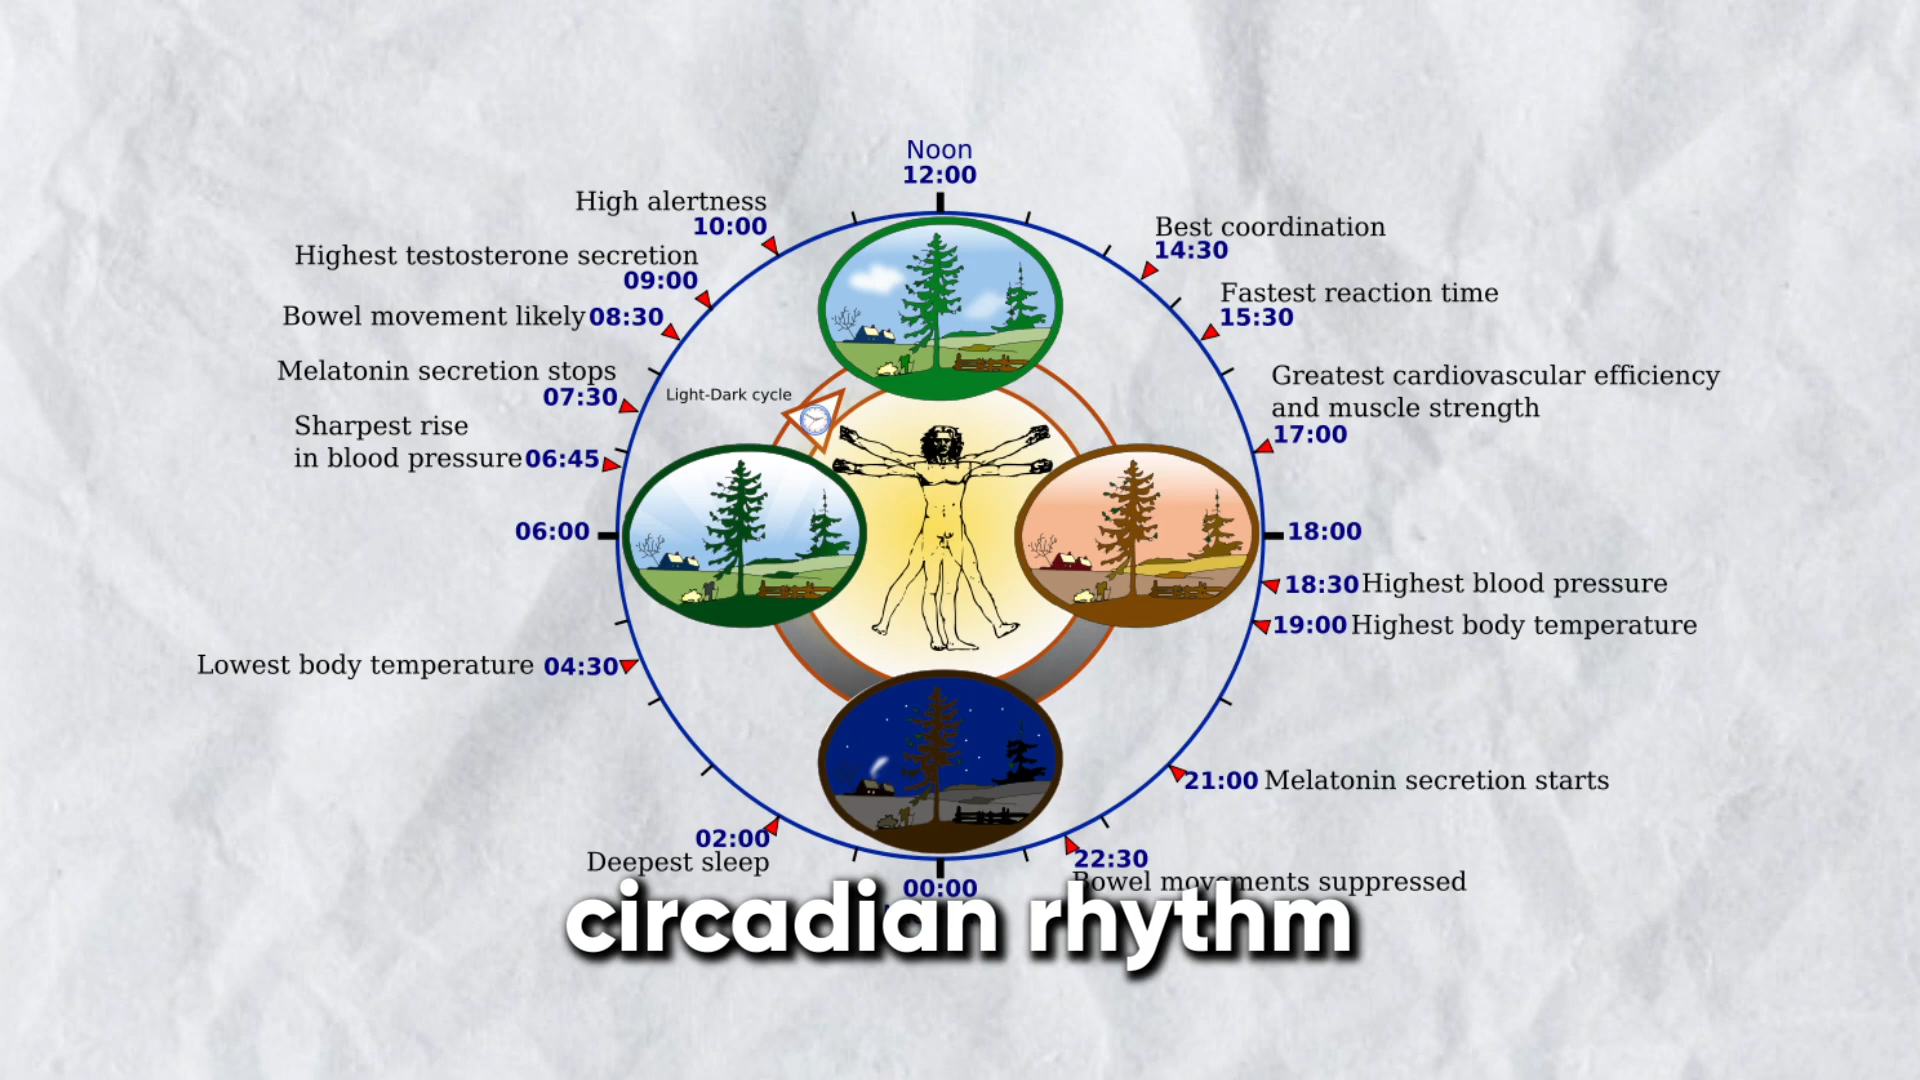 Noon
12:00
High alertness
10:00
Highest testosterone secretion
09:00
Bowel movement likely 08:30
Melatonin secretion stops
07:30
Sharpest rise
in blood pressure 06:45
06:00
Lowest body temperature 04:30
02:00
Deepest sleep
00:00
Light-Dark cycle
Best coordination
14:30
Fastest reaction time
15:30
Greatest cardiovascular efficiency
and muscle strength
17:00
18:00
18:30 Highest blood pressure
19:00 Highest body temperature
21:00 Melatonin secretion starts
22:30
Bowel movements suppressed
circadian rhythm